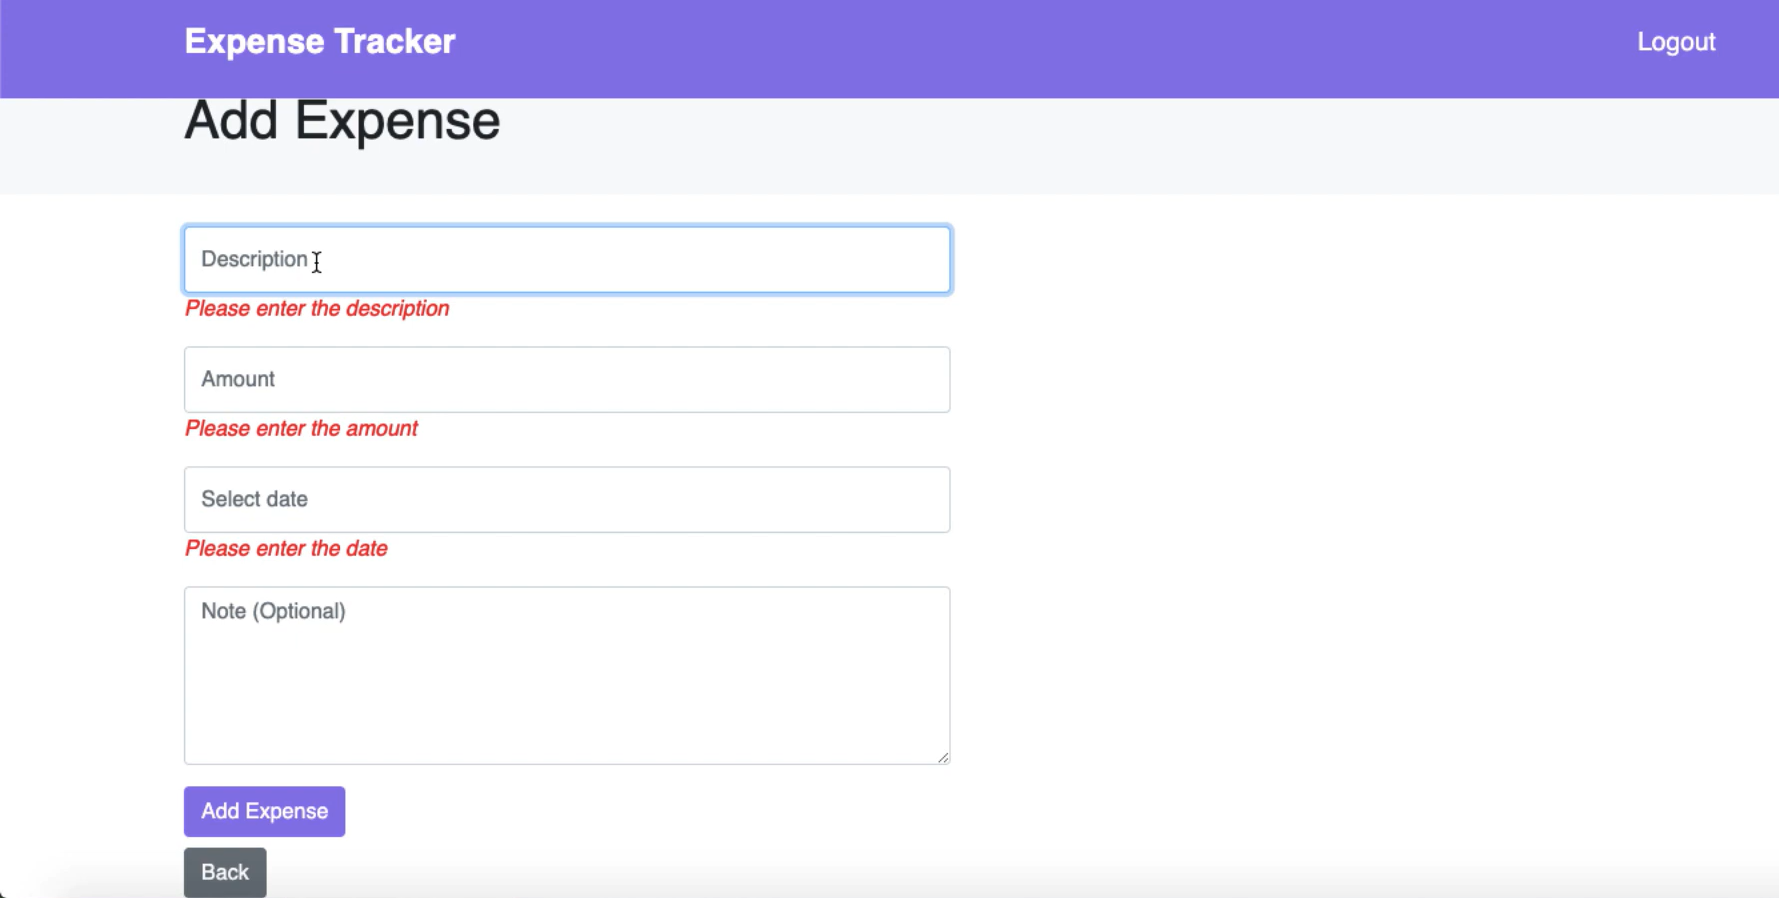 Expense Tracker
Logout
Add Expense
Description
Please enter the description
Amount
Please enter the amount
Select date
Please enter the date
Note (Optional)
Add Expense
Back